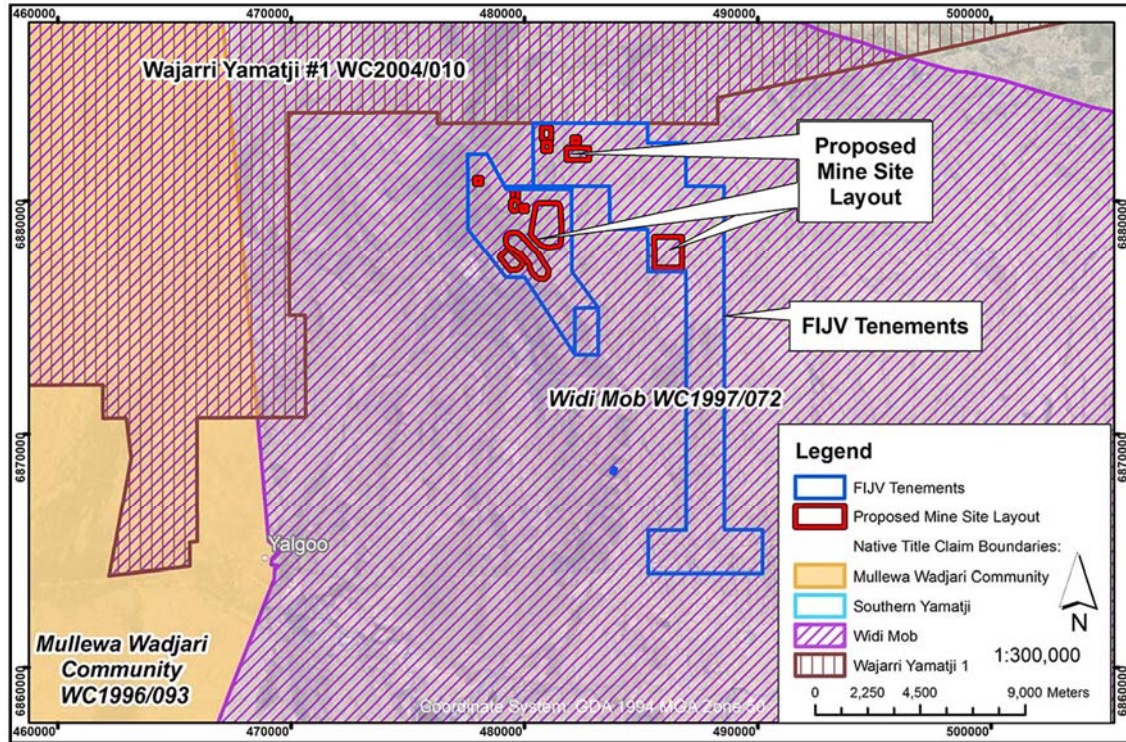 460000
470000
480000
490000
500000
Wajarri Yamatji #1 WC2004/010
Proposed
Mine Site
Layout
6880000
6880000
FIJV Tenements
Widi Mob WC1997/072
6870000
6870000
Yalgoo
Mullewa Wadjari
Community
WC1996/093
6860000
6860000
Legend
FIJV Tenements
Proposed Mine Site Layout
Native Title Claim Boundaries:
Mullewa Wadjari Community
Southern Yamatji
Widi Mob
Wajarri Yamatji 1
N
1:300,000
0 2,250 4,500 9,000 Meters
Coordinate System: GDA 1994 MGA Zone 50
460000
470000
480000
490000
500000